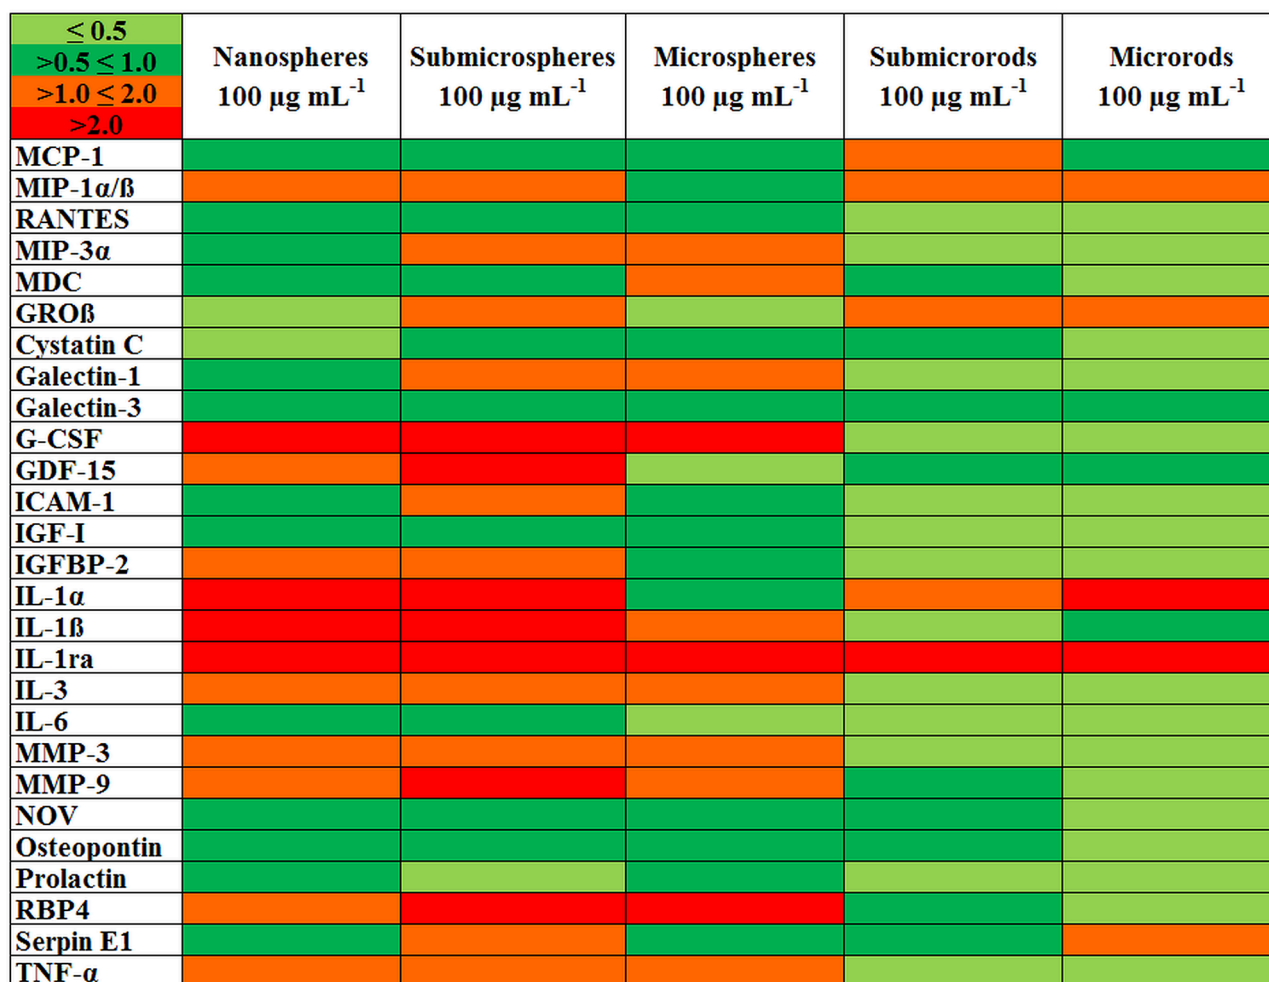 ≤ 0.5
>0.5 ≤ 1.0
>1.0 ≤ 2.0
>2.0
Nanospheres
100 µg mL⁻¹
Submicrospheres
100 µg mL⁻¹
Microspheres
100 µg mL⁻¹
Submicrorods
100 µg mL⁻¹
Microrods
100 µg mL⁻¹
MCP-1
MIP-1α/ß
RANTES
MIP-3α
MDC
GROß
Cystatin C
Galectin-1
Galectin-3
G-CSF
GDF-15
ICAM-1
IGF-I
IGFBP-2
IL-1α
IL-1ß
IL-1ra
IL-3
IL-6
MMP-3
MMP-9
NOV
Osteopontin
Prolactin
RBP4
Serpin E1
TNF-α